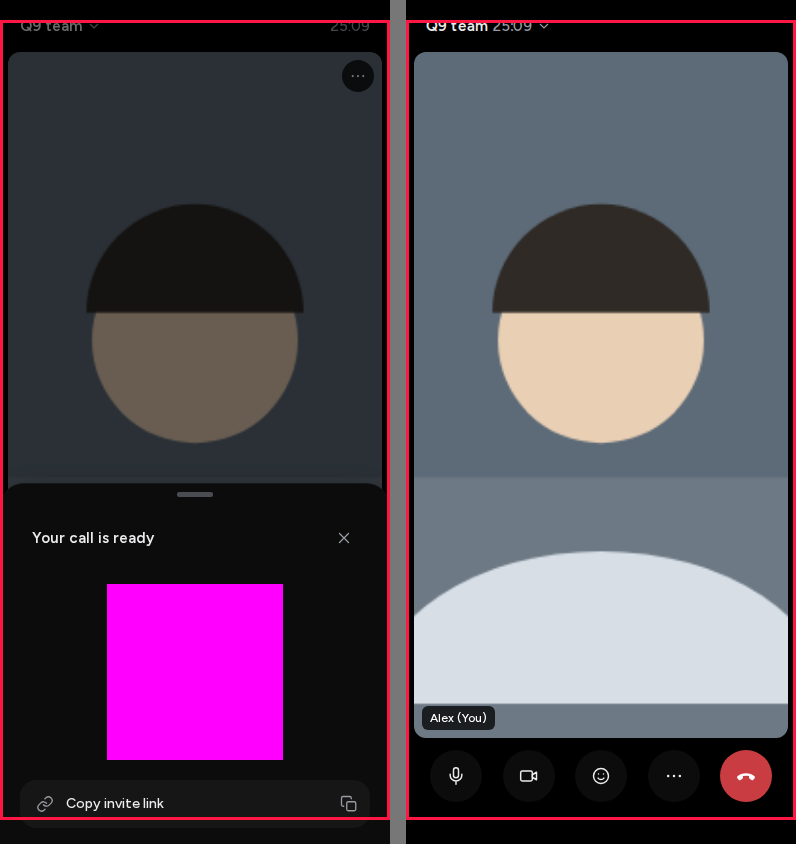 Q9 team
25:09
Your call is ready
Copy invite link
Q9 team 25:09
Alex (You)